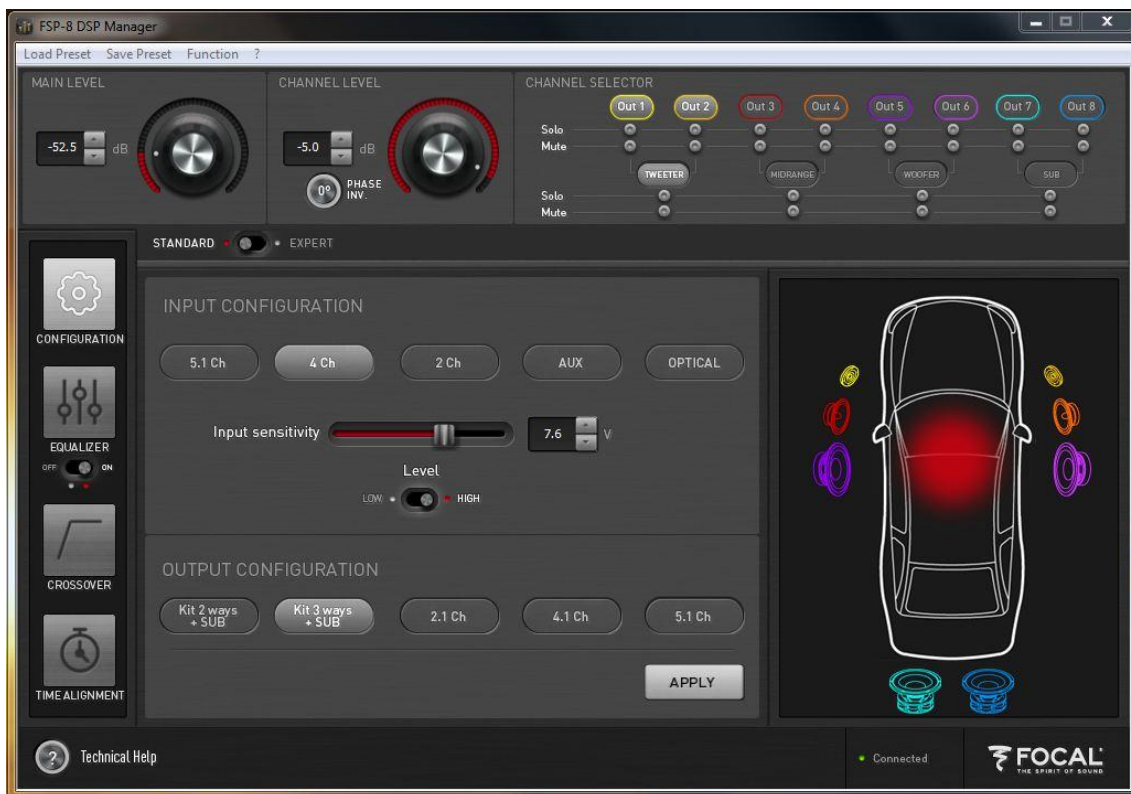 FSP-8 DSP Manager
Load Preset Save Preset Function ?
MAIN LEVEL
-52.5 dB
CHANNEL LEVEL
-5.0 dB
0° PHASE INV.
CHANNEL SELECTOR
Out 1 Out 2 Out 3 Out 4 Out 5 Out 6 Out 7 Out 8
Solo
Mute
TWEETER MIDRANGE WOOFER SUB
Solo
Mute
STANDARD EXPERT
CONFIGURATION
EQUALIZER
OFF ON
CROSSOVER
TIME ALIGNMENT
INPUT CONFIGURATION
5.1 Ch 4 Ch 2 Ch AUX OPTICAL
Input sensitivity 7.6 V
Level
LOW HIGH
OUTPUT CONFIGURATION
Kit 2 ways + SUB
Kit 3 ways + SUB
2.1 Ch 4.1 Ch 5.1 Ch
APPLY
? Technical Help
Connected
FOCAL
THE SPIRIT OF SOUND